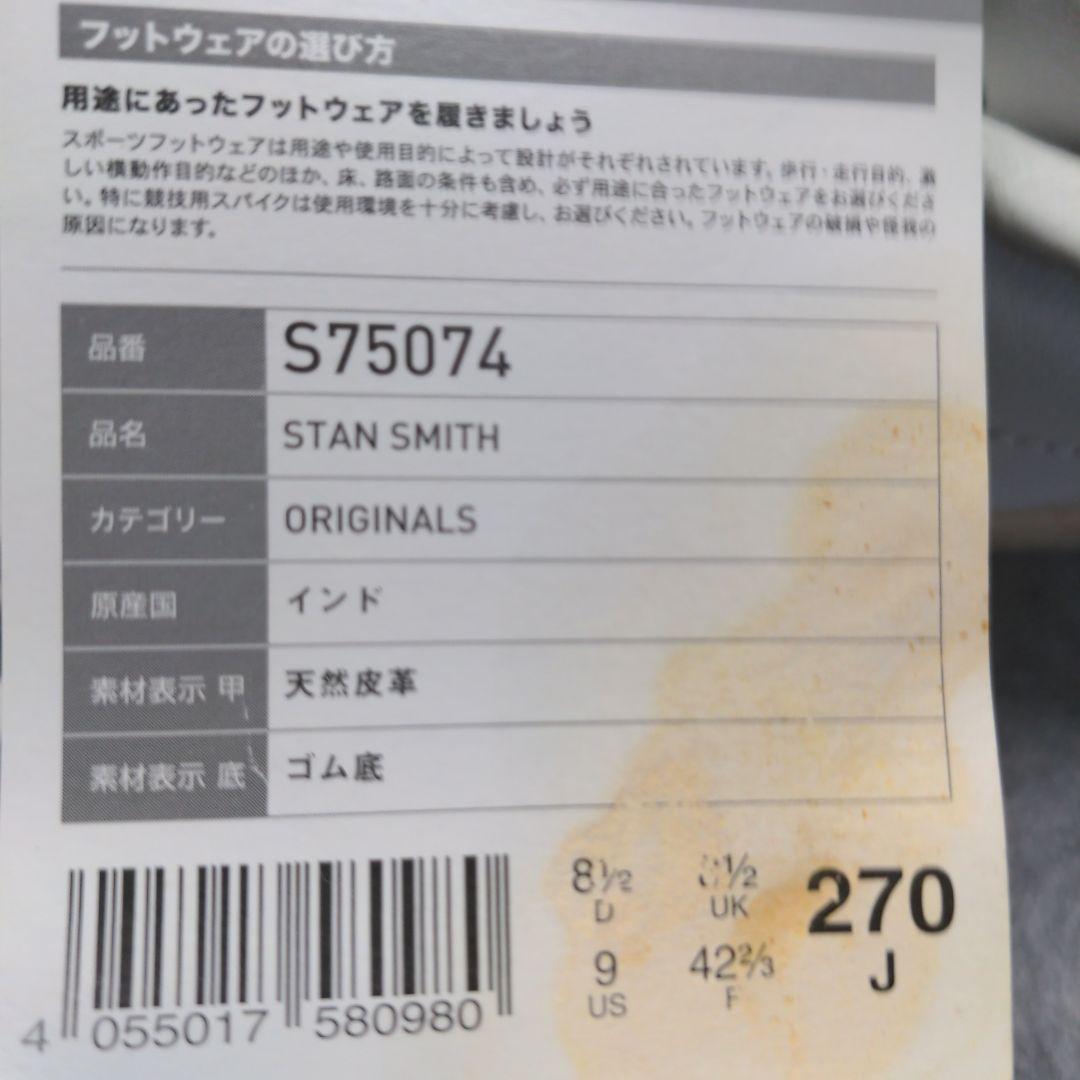 フットウェアの選び方
用途にあったフットウェアを履きましょう
スポーツフットウェアは用途や使用目的によって設計がそれぞれされています。歩行・走行目的、激
しい横動作目的などのほか、床、路面の条件も含め、必ず用途に合ったフットウェアをお選びくださ
い。特に競技用スパイクは使用環境を十分に考慮し、お選びください。フットウェアの破損や怪我の
原因になります。
品番 S75074
品名 STAN SMITH
カテゴリー ORIGINALS
原産国 インド
素材表示 甲 天然皮革
素材表示 底 ゴム底
8½ 8½ 270
D UK J
9 42⅔
US F
4 055017 580980